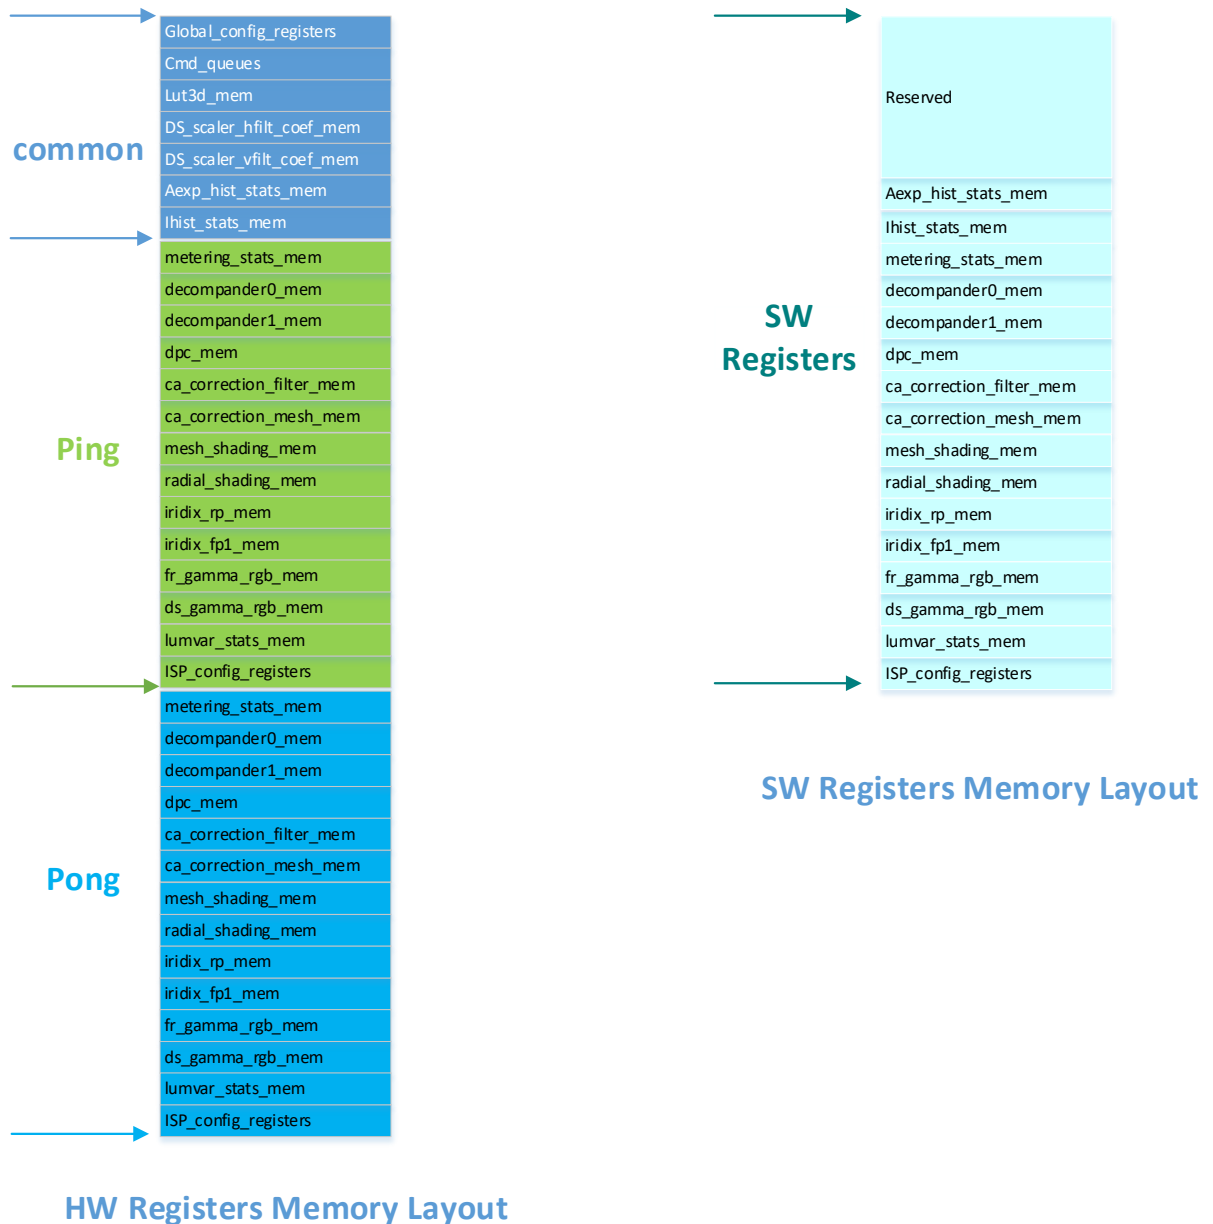 Global_config_registers
Cmd_queues
Lut3d_mem
DS_scaler_hfilt_coef_mem
DS_scaler_vfilt_coef_mem
Aexp_hist_stats_mem
Ihist_stats_mem
common
metering_stats_mem
decompander0_mem
decompander1_mem
dpc_mem
ca_correction_filter_mem
ca_correction_mesh_mem
mesh_shading_mem
radial_shading_mem
iridix_rp_mem
iridix_fp1_mem
fr_gamma_rgb_mem
ds_gamma_rgb_mem
lumvar_stats_mem
ISP_config_registers
Ping
metering_stats_mem
decompander0_mem
decompander1_mem
dpc_mem
ca_correction_filter_mem
ca_correction_mesh_mem
mesh_shading_mem
radial_shading_mem
iridix_rp_mem
iridix_fp1_mem
fr_gamma_rgb_mem
ds_gamma_rgb_mem
lumvar_stats_mem
ISP_config_registers
Pong
HW Registers Memory Layout
Reserved
Aexp_hist_stats_mem
Ihist_stats_mem
metering_stats_mem
decompander0_mem
decompander1_mem
dpc_mem
ca_correction_filter_mem
ca_correction_mesh_mem
mesh_shading_mem
radial_shading_mem
iridix_rp_mem
iridix_fp1_mem
fr_gamma_rgb_mem
ds_gamma_rgb_mem
lumvar_stats_mem
ISP_config_registers
SW
Registers
SW Registers Memory Layout